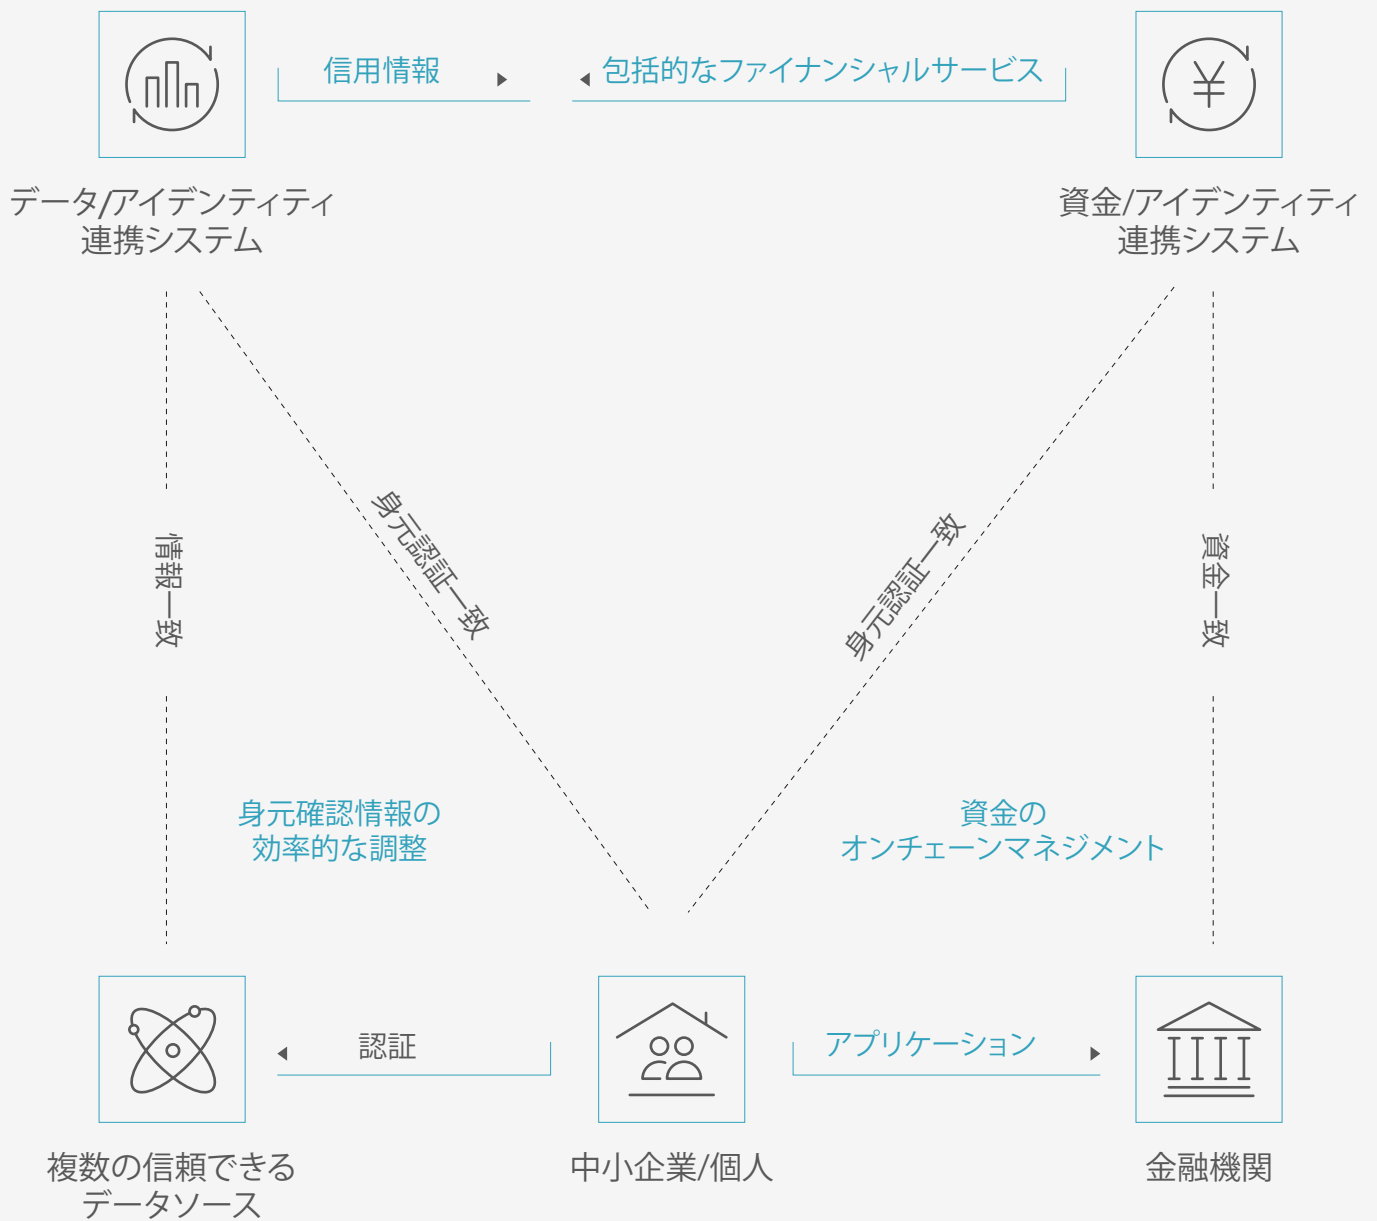 信用情報
包括的なファイナンシャルサービス
¥
データ/アイデンティティ
連携システム
資金/アイデンティティ
連携システム
情報一致
身元認証一致
身元認証一致
資金一致
身元確認情報の
効率的な調整
資金の
オンチェーンマネジメント
認証
アプリケーション
複数の信頼できる
データソース
中小企業/個人
金融機関